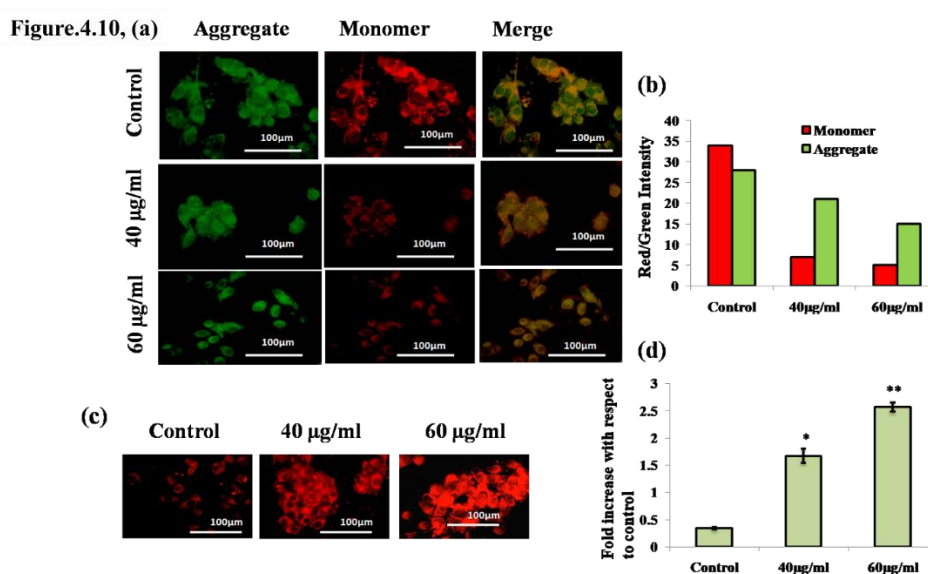 Figure.4.10, (a)
Aggregate Monomer Merge
Control
100μm 100μm 100μm
40 μg/ml
100μm 100μm 100μm
60 μg/ml
100μm 100μm 100μm
(b)
Red/Green Intensity
40
35
30
25
20
15
10
5
0
Monomer
Aggregate
Control 40μg/ml 60μg/ml
(c)
Control 40 μg/ml 60 μg/ml
100μm 100μm 100μm
(d)
Fold increase with respect
to control
3
2.5
2
1.5
1
0.5
0
*
**
Control 40μg/ml 60μg/ml